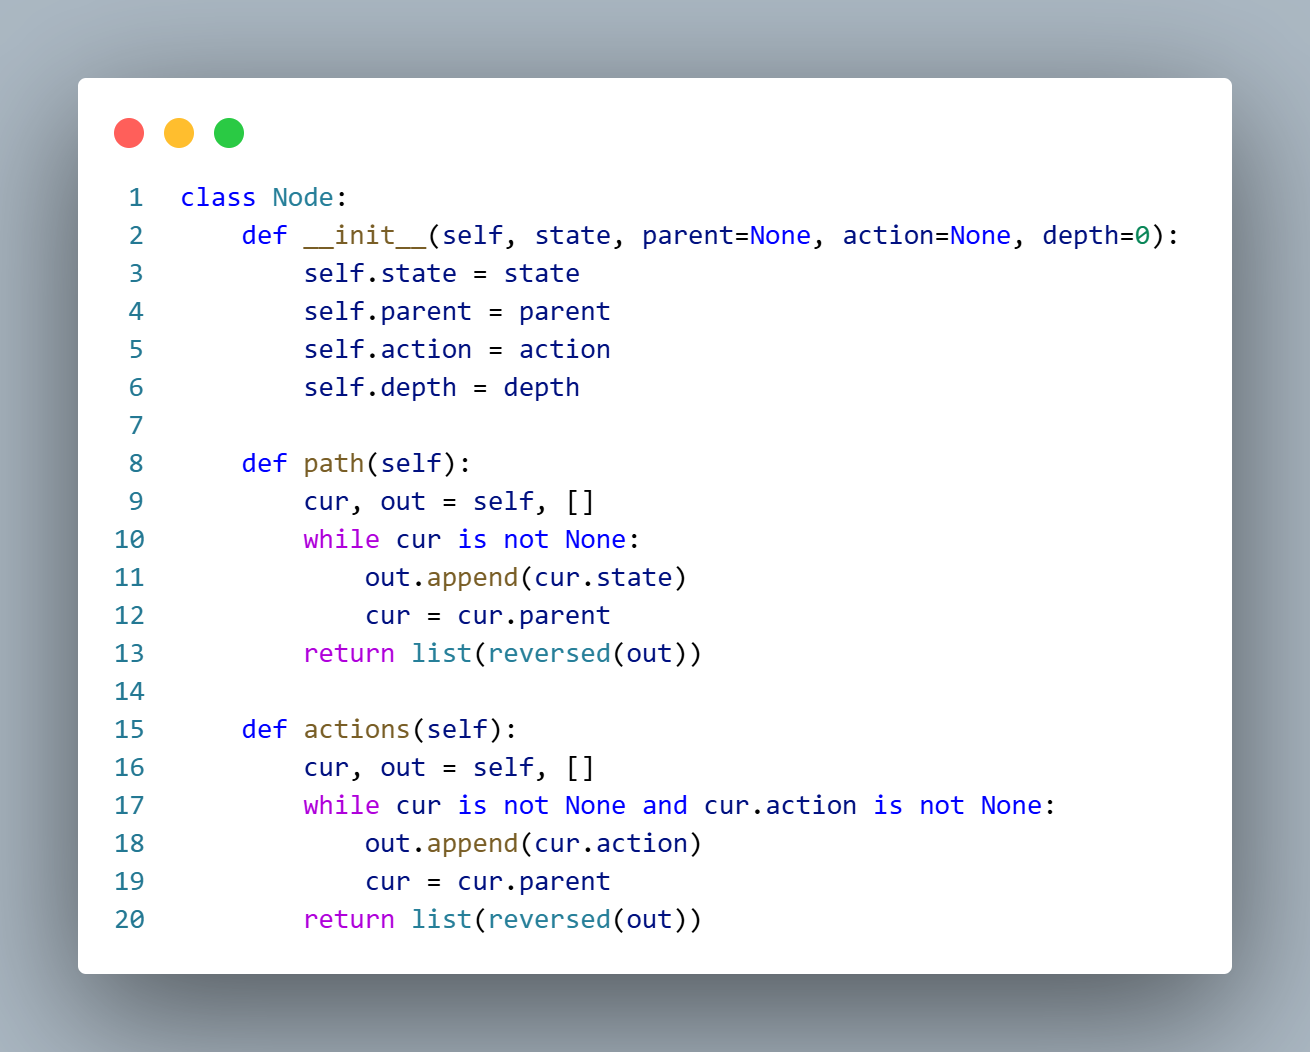 1 class Node:
2     def __init__(self, state, parent=None, action=None, depth=0):
3         self.state = state
4         self.parent = parent
5         self.action = action
6         self.depth = depth
7
8     def path(self):
9         cur, out = self, []
10         while cur is not None:
11             out.append(cur.state)
12             cur = cur.parent
13         return list(reversed(out))
14
15     def actions(self):
16         cur, out = self, []
17         while cur is not None and cur.action is not None:
18             out.append(cur.action)
19             cur = cur.parent
20         return list(reversed(out))